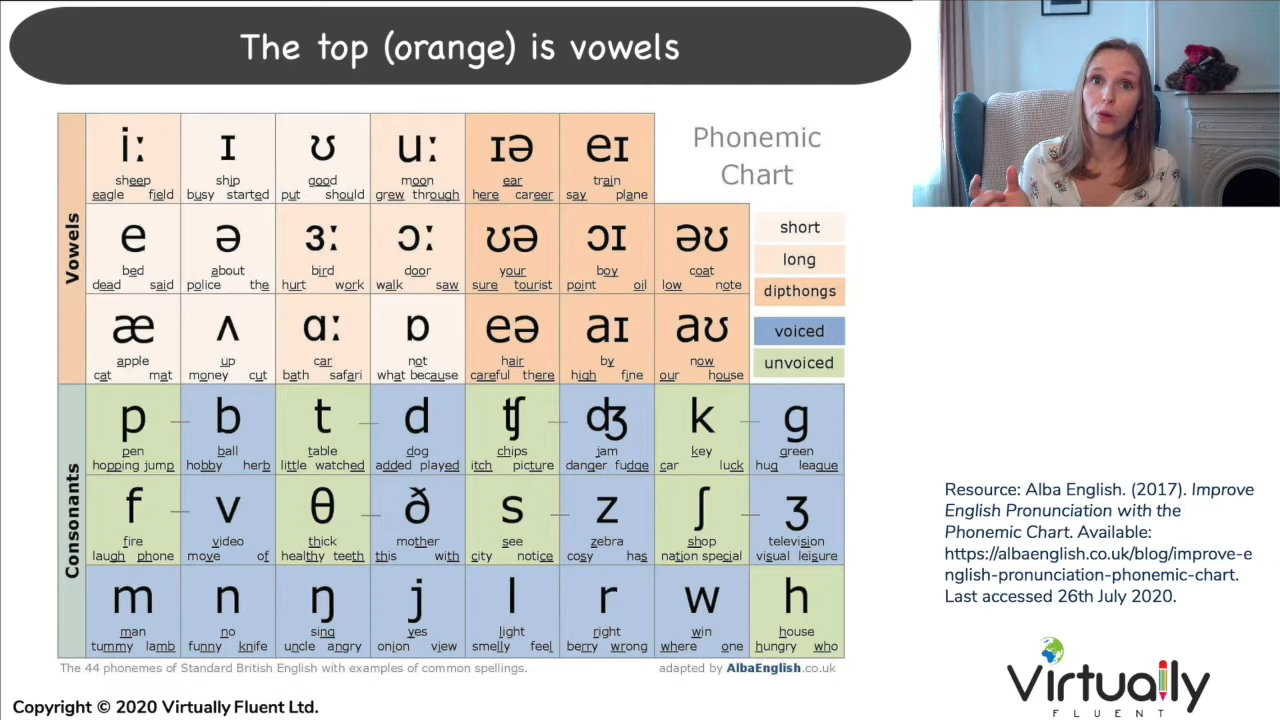 The top (orange) is vowels
Phonemic
Chart
Vowels
iː ɪ ʊ uː ɪə eɪ
sheep ship good moon ear train
eagle field busy started put should grew through here career say plane
e ə ɜː ɔː ʊə ɔɪ əʊ
bed about bird door your boy coat
dead said police the hurt work walk saw sure tourist point oil low note
æ ʌ ɑː ɒ eə aɪ aʊ
apple up car not hair by now
cat mat money cut bath safari what because careful there high fine our house
short
long
dipthongs
voiced
unvoiced
Consonants
p b t d ʧ ʤ k g
pen ball table dog chips jam key green
hopping jump hobby herb little watched added played itch picture danger fudge car luck hug league
f v θ ð s z ʃ ʒ
fire video thick mother see zebra shop television
laugh phone move of healthy teeth this with city notice cosy has nation special visual leisure
m n ŋ j l r w h
man no sing yes light right win house
tummy lamb funny knife uncle angry onion view smelly feel berry wrong where one hungry who
The 44 phonemes of Standard British English with examples of common spellings. adapted by AlbaEnglish.co.uk
Resource: Alba English. (2017). Improve
English Pronunciation with the
Phonemic Chart. Available:
https://albaenglish.co.uk/blog/improve-e
nglish-pronunciation-phonemic-chart.
Last accessed 26th July 2020.
Virtually
FLUENT
Copyright © 2020 Virtually Fluent Ltd.